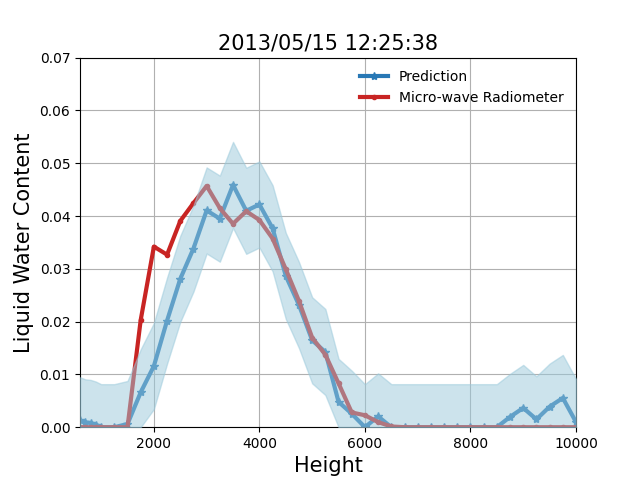 2013/05/15 12:25:38
Prediction
Micro-wave Radiometer
Liquid Water Content
0.07
0.06
0.05
0.04
0.03
0.02
0.01
0.00
2000 4000 6000 8000 10000
Height